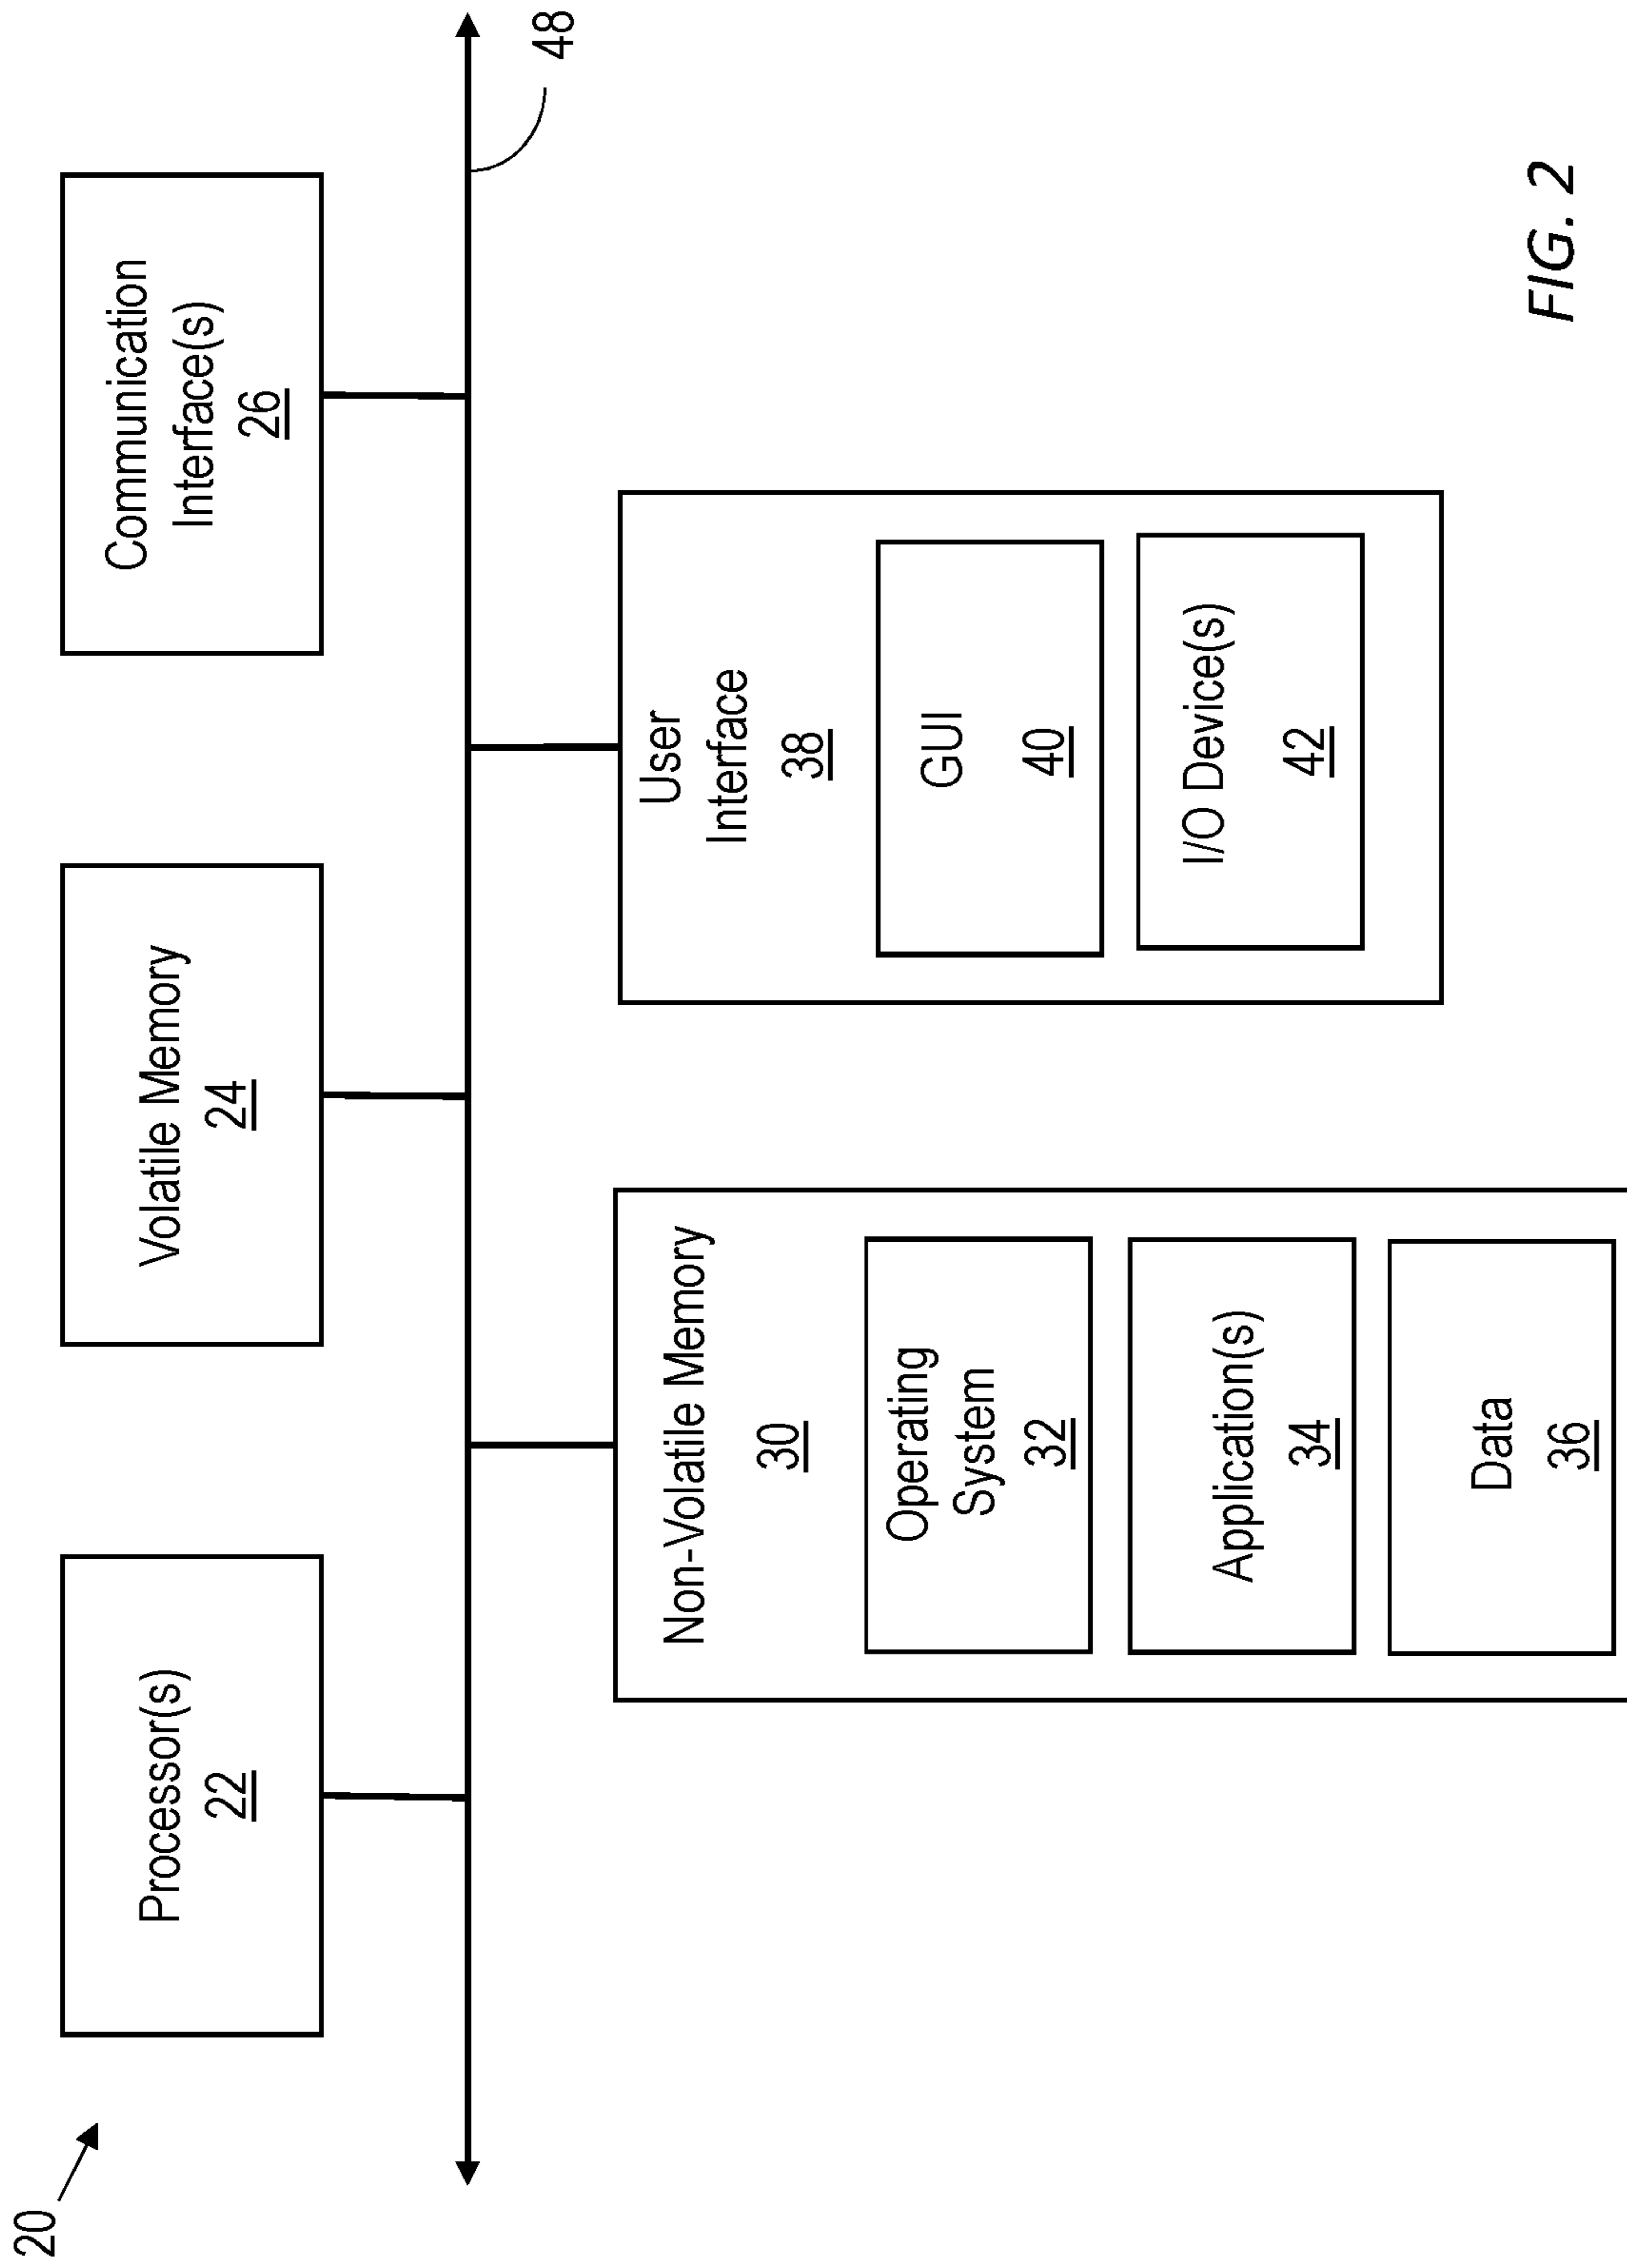 20
Processor(s)
22
Volatile Memory
24
Communication
Interface(s)
26
48
Non-Volatile Memory
30
Operating
System
32
Application(s)
34
Data
36
User
Interface
38
GUI
40
I/O Device(s)
42
FIG. 2